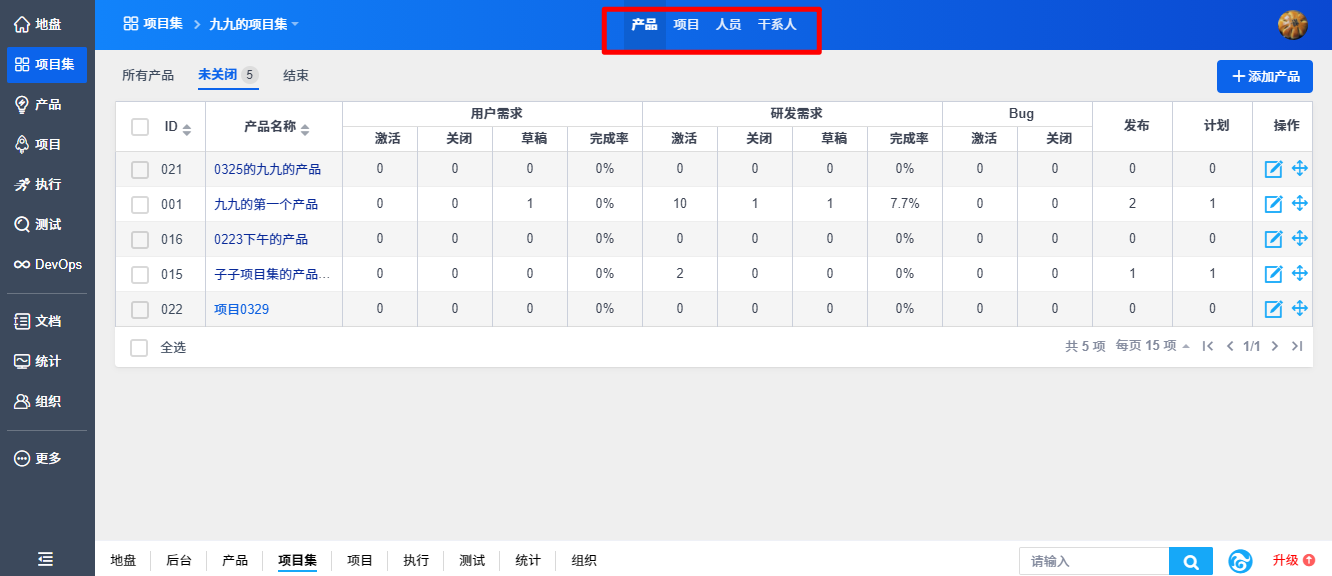 地盘
项目集
产品
项目
执行
测试
DevOps
文档
统计
组织
更多
项目集 九九的项目集
产品 项目 人员 干系人
所有产品 未关闭 5 结束
添加产品
ID 产品名称 用户需求 研发需求 Bug 发布 计划 操作
激活 关闭 草稿 完成率 激活 关闭 草稿 完成率 激活 关闭
021 0325的九九的产品 0 0 0 0% 0 0 0 0% 0 0 0 0
001 九九的第一个产品 0 0 1 0% 10 1 1 7.7% 0 0 2 1
016 0223下午的产品 0 0 0 0% 0 0 0 0% 0 0 0 0
015 子子项目集的产品... 0 0 0 0% 2 0 0 0% 0 0 1 1
022 项目0329 0 0 0 0% 0 0 0 0% 0 0 0 0
全选 共 5 项 每页 15 项 1/1
地盘 后台 产品 项目集 项目 执行 测试 统计 组织 请输入 升级